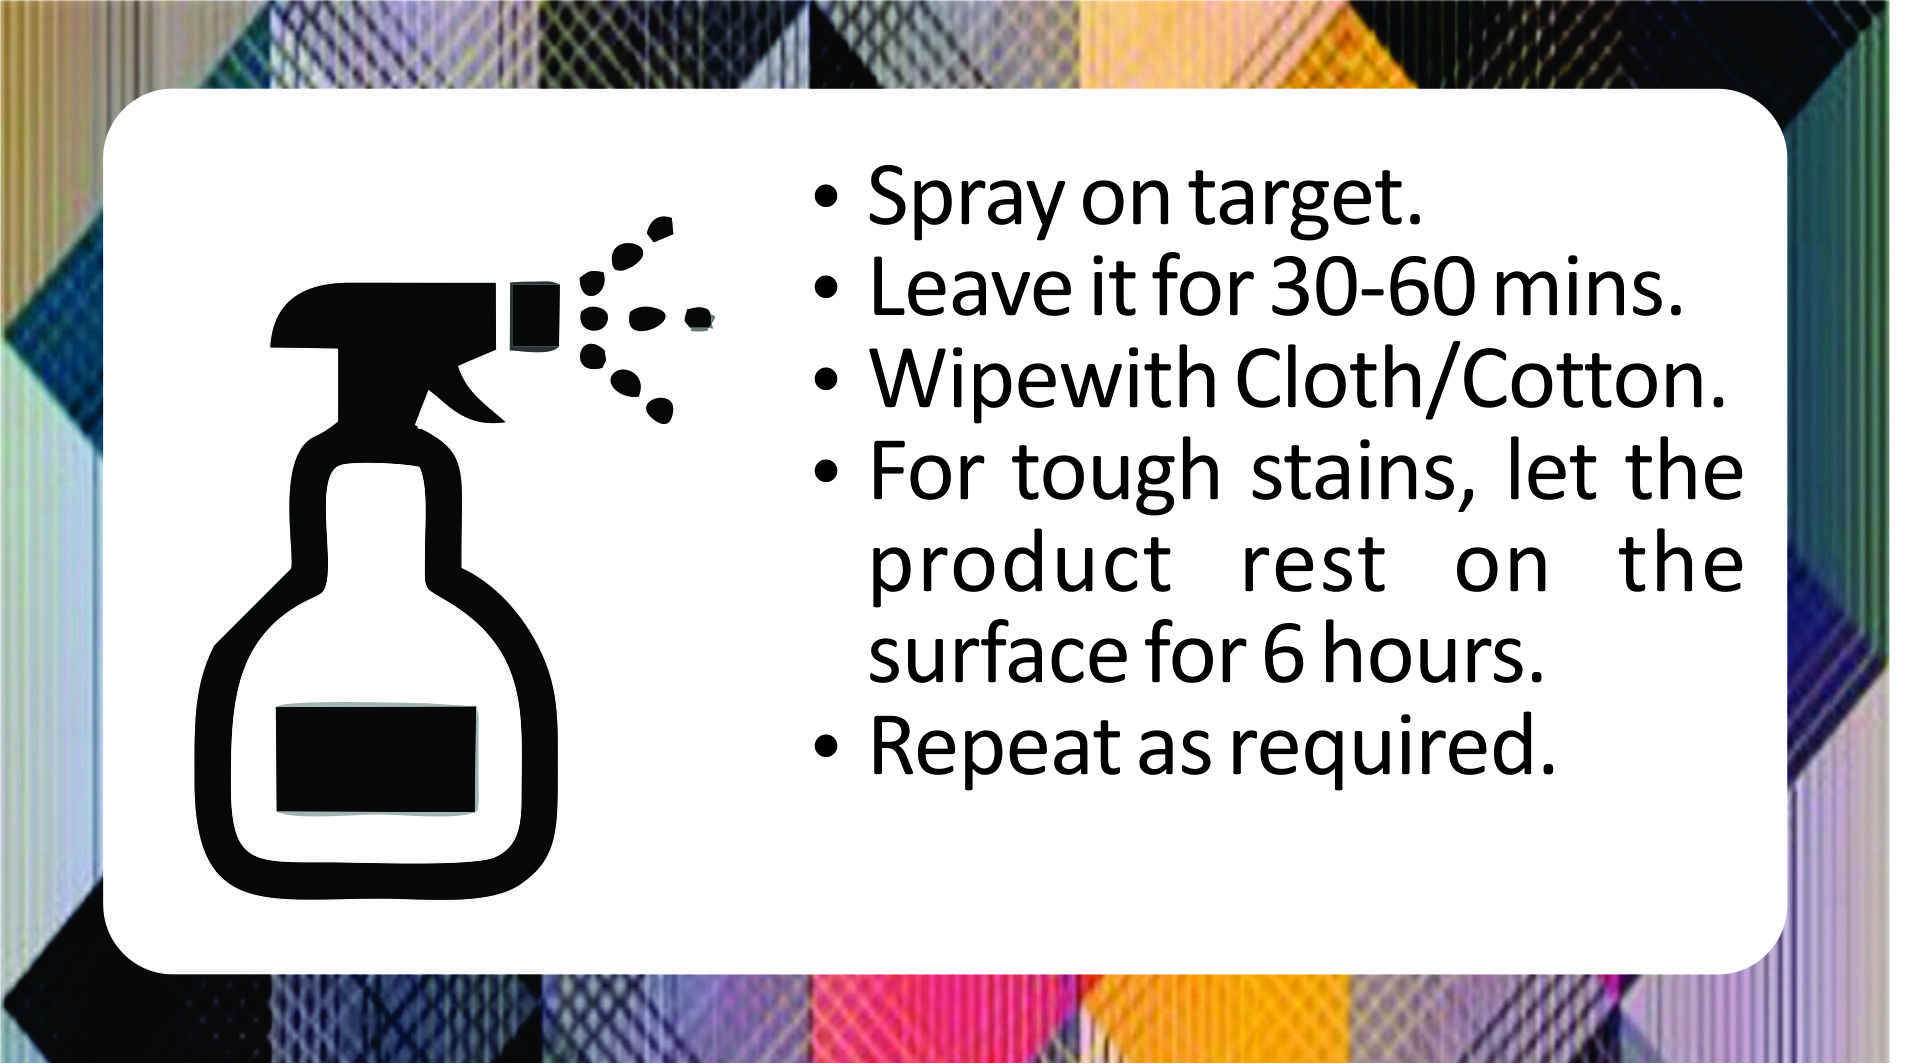 • Spray on target.
• Leave it for 30-60 mins.
• Wipewith Cloth/Cotton.
• For tough stains, let the
product rest on the
surface for 6 hours.
• Repeat as required.